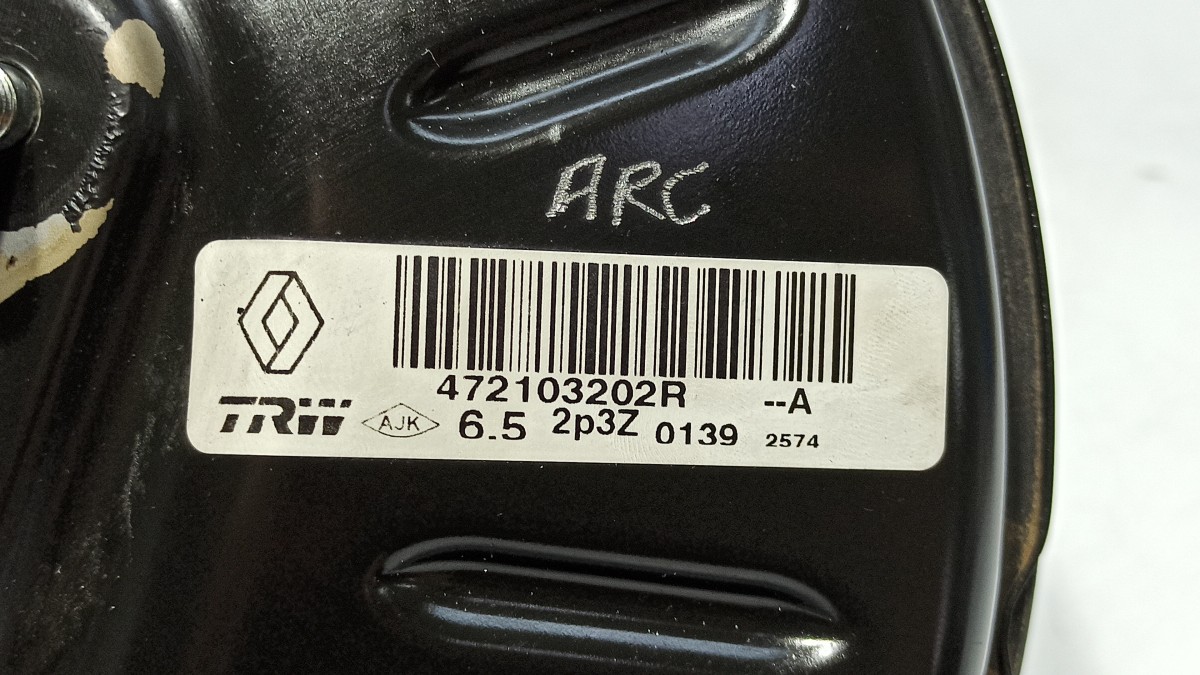 ARC
472103202R --A
TRW AJK 6.5 2p3Z 0139 2574